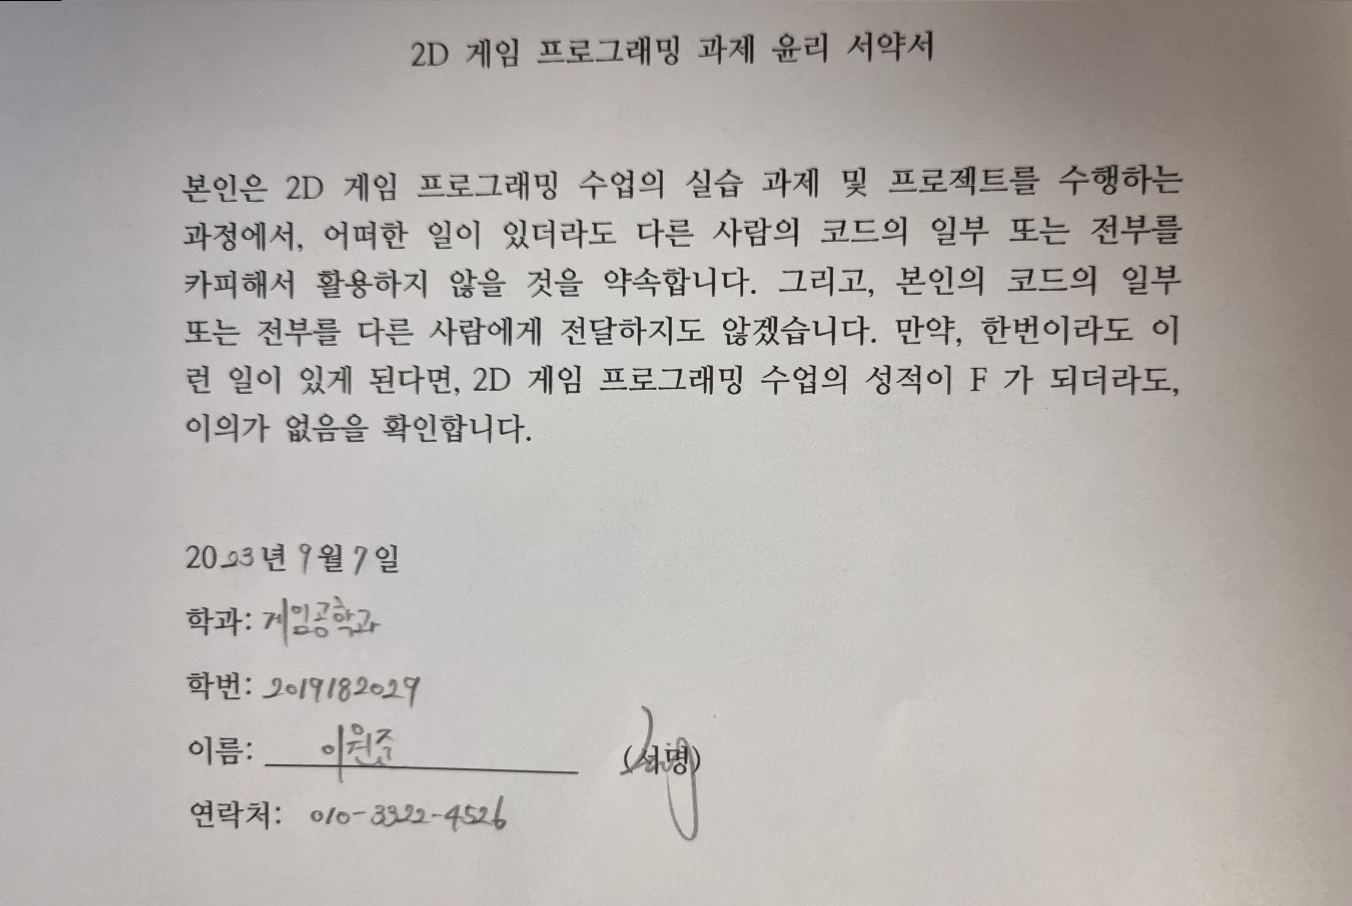 2D 게임 프로그래밍 과제 윤리 서약서
본인은 2D 게임 프로그래밍 수업의 실습 과제 및 프로젝트를 수행하는
과정에서, 어떠한 일이 있더라도 다른 사람의 코드의 일부 또는 전부를
카피해서 활용하지 않을 것을 약속합니다. 그리고, 본인의 코드의 일부
또는 전부를 다른 사람에게 전달하지도 않겠습니다. 만약, 한번이라도 이
런 일이 있게 된다면, 2D 게임 프로그래밍 수업의 성적이 F 가 되더라도,
이의가 없음을 확인합니다.
2023년 9월 7일
학과: 게임공학과
학번: 2019182029
이름: 이원준 (서명)
연락처: 010-3322-4526